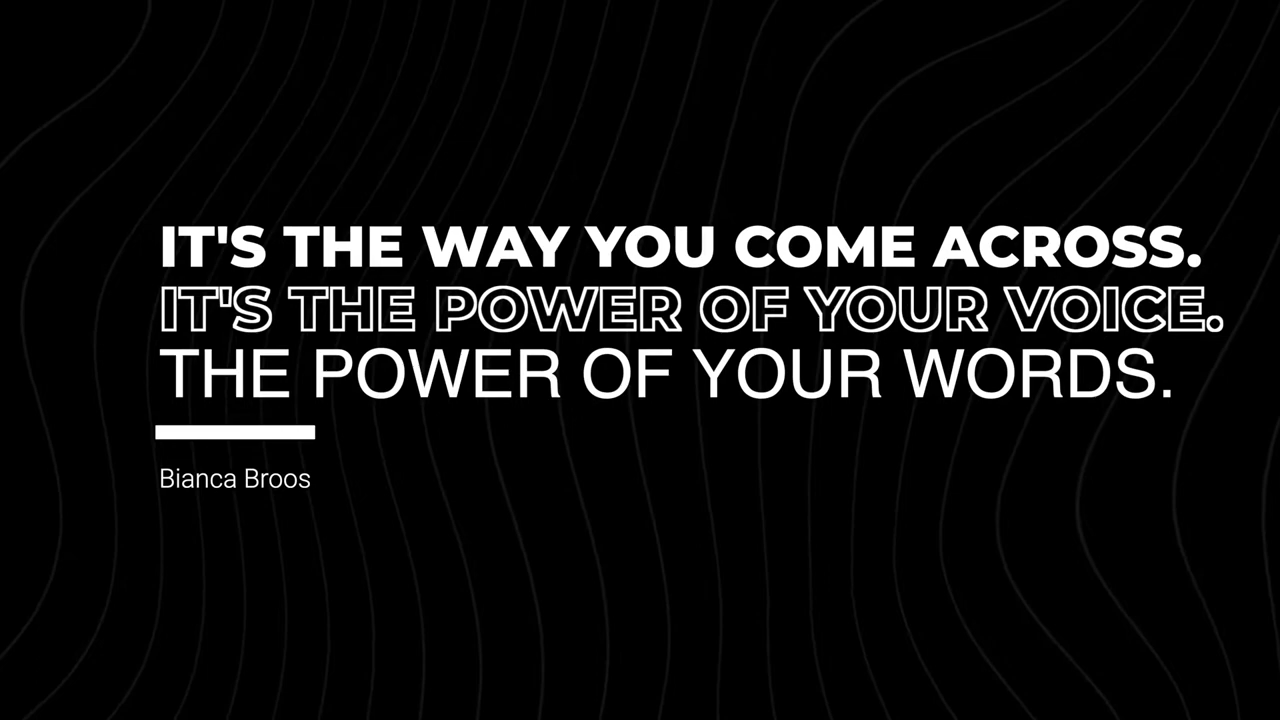 IT'S THE WAY YOU COME ACROSS.
IT'S THE POWER OF YOUR VOICE.
THE POWER OF YOUR WORDS.
Bianca Broos